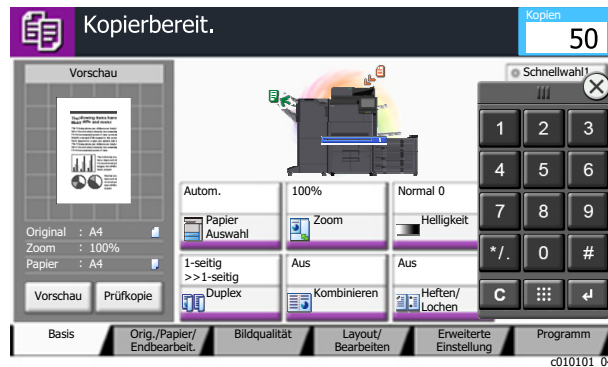 Kopierbereit.
Kopien
50
Vorschau
Schnellwahl1
Original : A4
Zoom : 100%
Papier : A4
Vorschau
Prüfkopie
Autom.
Papier
Auswahl
100%
Zoom
Normal 0
Helligkeit
1-seitig
>>1-seitig
Duplex
Aus
Kombinieren
Aus
Heften/
Lochen
1 2 3
4 5 6
7 8 9
*/. 0 #
C
Basis
Orig./Papier/
Endbearbeit.
Bildqualität
Layout/
Bearbeiten
Erweiterte
Einstellung
Programm
c010101_0